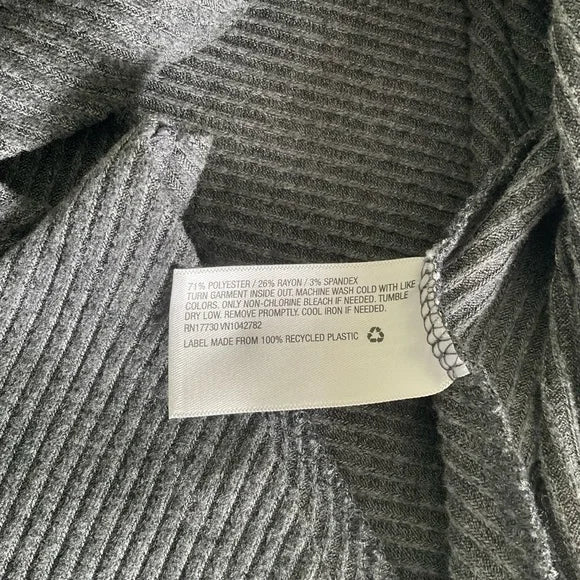 71% POLYESTER / 26% RAYON / 3% SPANDEX
TURN GARMENT INSIDE OUT. MACHINE WASH COLD WITH LIKE
COLORS. ONLY NON-CHLORINE BLEACH IF NEEDED. TUMBLE
DRY LOW. REMOVE PROMPTLY. COOL IRON IF NEEDED.
RN17730 VN1042782
LABEL MADE FROM 100% RECYCLED PLASTIC